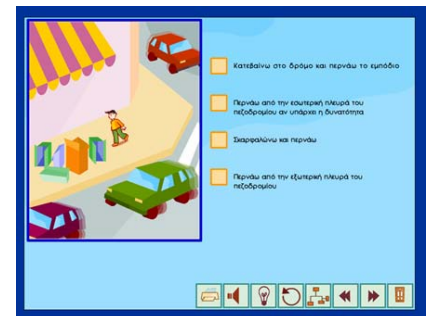 Κατεβαίνω στο δρόμο και περνάω το εμπόδιο
Περνάω από την εσωτερική πλευρά του
πεζοδρομίου αν υπάρχει η δυνατότητα
Σκαρφαλώνω και περνάω
Περνάω από την εξωτερική πλευρά του
πεζοδρομίου